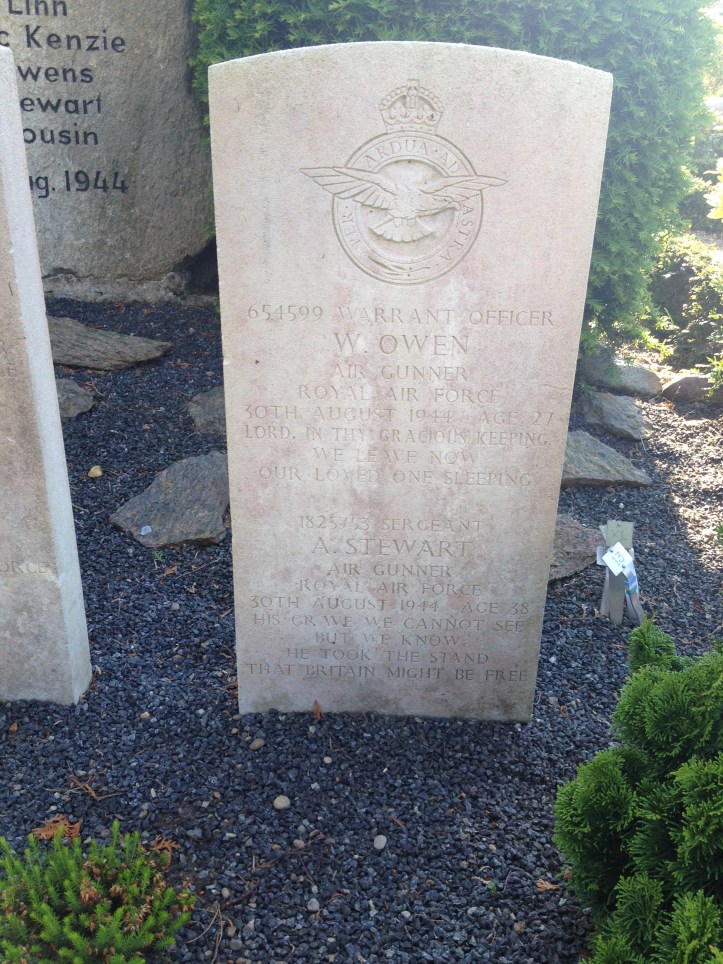 Linn
c Kenzie
wens
ewart
ousin
ug. 1944
PER · ARDUA · AD · ASTRA
654599 WARRANT OFFICER
W. OWEN
AIR GUNNER
ROYAL AIR FORCE
30TH AUGUST 1944 AGE 27
LORD, IN THY GRACIOUS KEEPING,
WE LEAVE NOW
OUR LOVED ONE SLEEPING
SERGEANT
A. STEWART
AIR GUNNER
ROYAL AIR FORCE
30TH AUGUST 1944 AGE 38
HIS GRAVE WE CANNOT SEE
BUT WE KNOW,
HE TOOK THE STAND
THAT BRITAIN MIGHT BE FREE
ORCE